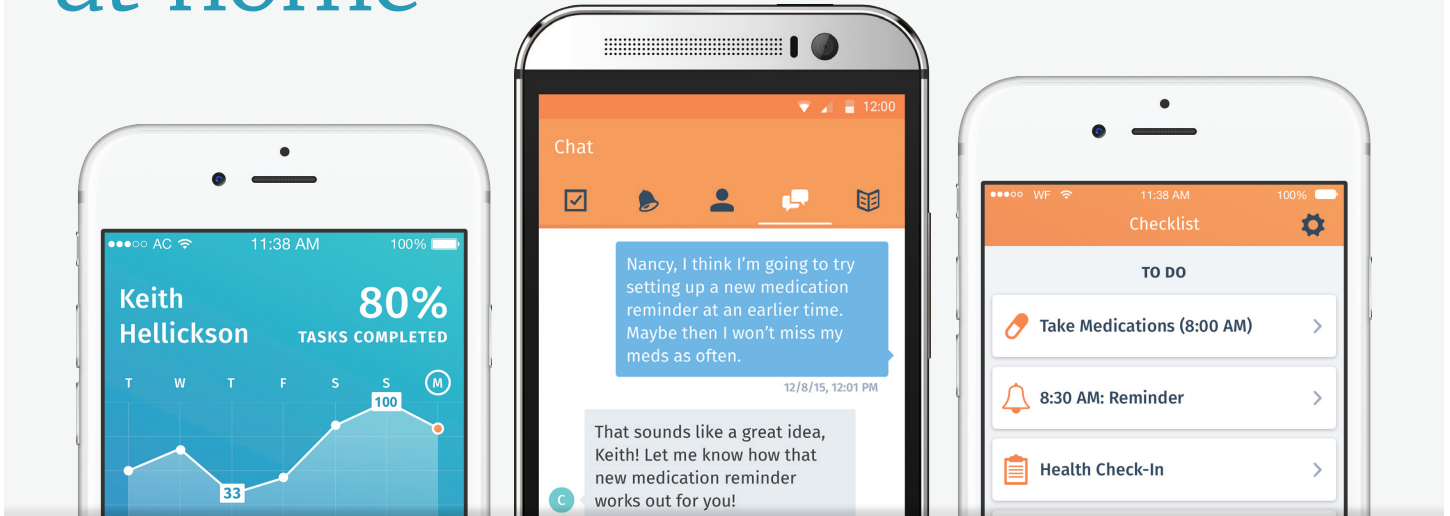 at home
AC 11:38 AM 100%
Keith
Hellickson
80%
TASKS COMPLETED
T W T F S S M
100
33
12:00
Chat
Nancy, I think I'm going to try
setting up a new medication
reminder at an earlier time.
Maybe then I won't miss my
meds as often.
12/8/15, 12:01 PM
That sounds like a great idea,
Keith! Let me know how that
new medication reminder
works out for you!
C
WF 11:38 AM 100%
Checklist
TO DO
Take Medications (8:00 AM)
8:30 AM: Reminder
Health Check-In